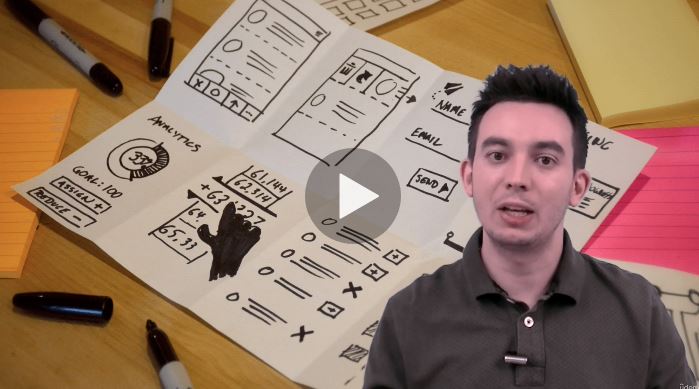 NAME
EMAIL
SEND
ANALYTICS
GOAL:100
ASSIGN +
REDUCE -
61.144
62.314
+63.227
64.
65.33